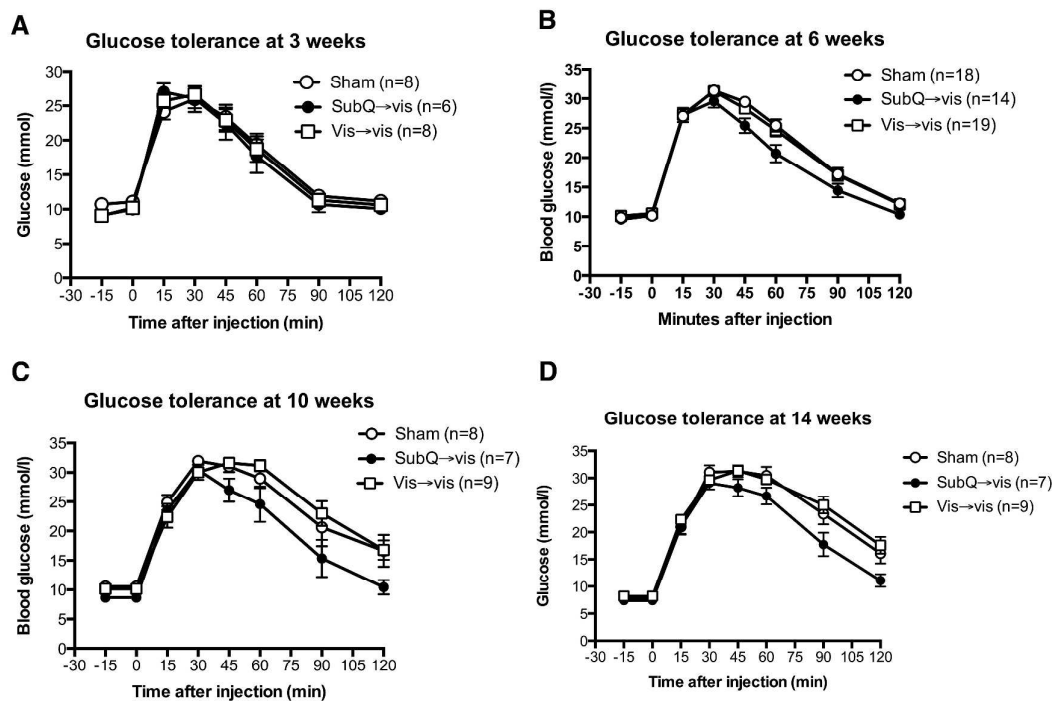 A
Glucose tolerance at 3 weeks
Glucose (mmol)
30
25
20
15
10
5
0
Sham (n=8)
SubQ→vis (n=6)
Vis→vis (n=8)
-30 -15 0 15 30 45 60 75 90 105 120
Time after injection (min)
B
Glucose tolerance at 6 weeks
Blood glucose (mmol/l)
35
30
25
20
15
10
5
0
Sham (n=18)
SubQ→vis (n=14)
Vis→vis (n=19)
-30 -15 0 15 30 45 60 75 90 105 120
Minutes after injection
C
Glucose tolerance at 10 weeks
Blood glucose (mmol/l)
35
30
25
20
15
10
5
0
Sham (n=8)
SubQ→vis (n=7)
Vis→vis (n=9)
-30 -15 0 15 30 45 60 75 90 105 120
Time after injection (min)
D
Glucose tolerance at 14 weeks
Glucose (mmol/l)
35
30
25
20
15
10
5
0
Sham (n=8)
SubQ→vis (n=7)
Vis→vis (n=9)
-30 -15 0 15 30 45 60 75 90 105 120
Time after injection (min)